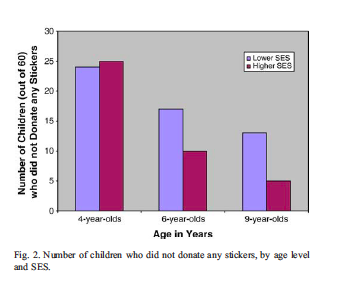 Number of Children (out of 60)
who did not Donate any Stickers
30
25
20
15
10
5
0
Lower SES
Higher SES
4-year-olds
6-year-olds
9-year-olds
Age in Years
Fig. 2. Number of children who did not donate any stickers, by age level
and SES.